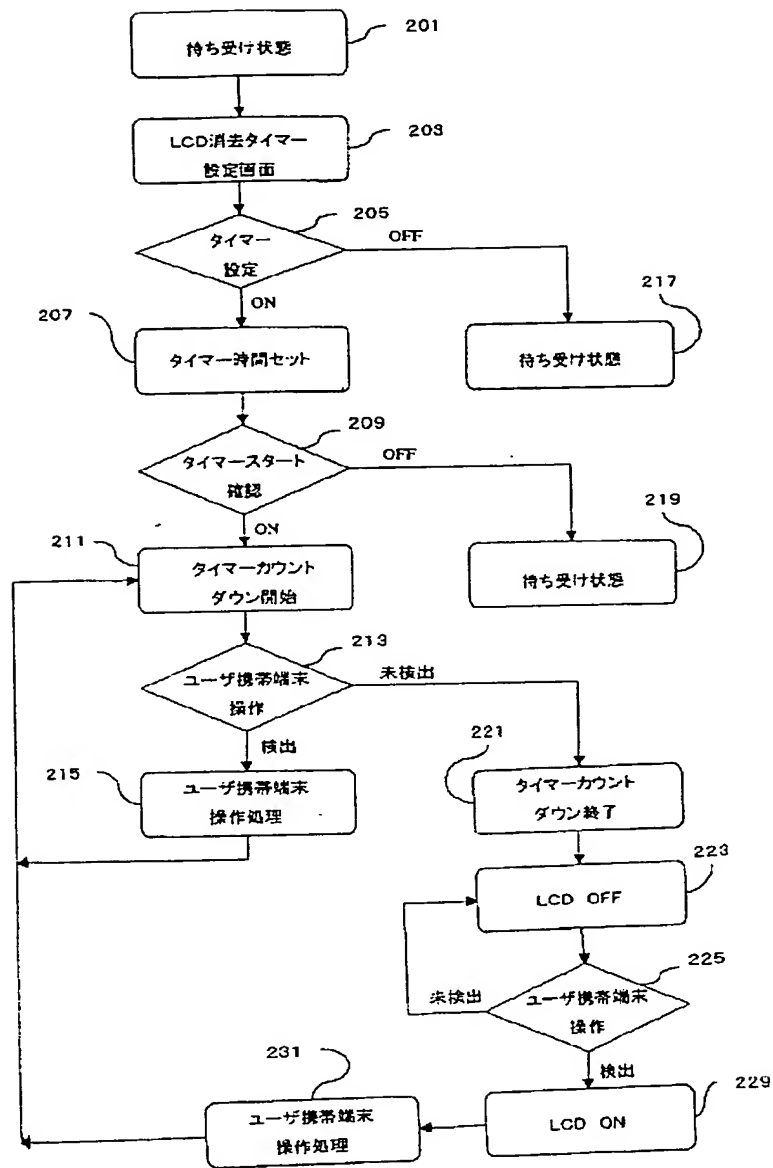 201
待ち受け状態
203
LCD消去タイマー
設定画面
205
タイマー
設定
OFF
ON
217
待ち受け状態
207
タイマー時間セット
209
タイマースタート
確認
OFF
ON
219
待ち受け状態
211
タイマーカウント
ダウン開始
213
ユーザ携帯端末
操作
未検出
検出
215
ユーザ携帯端末
操作処理
221
タイマーカウント
ダウン終了
223
LCD OFF
225
ユーザ携帯端末
操作
未検出
検出
229
LCD ON
231
ユーザ携帯端末
操作処理